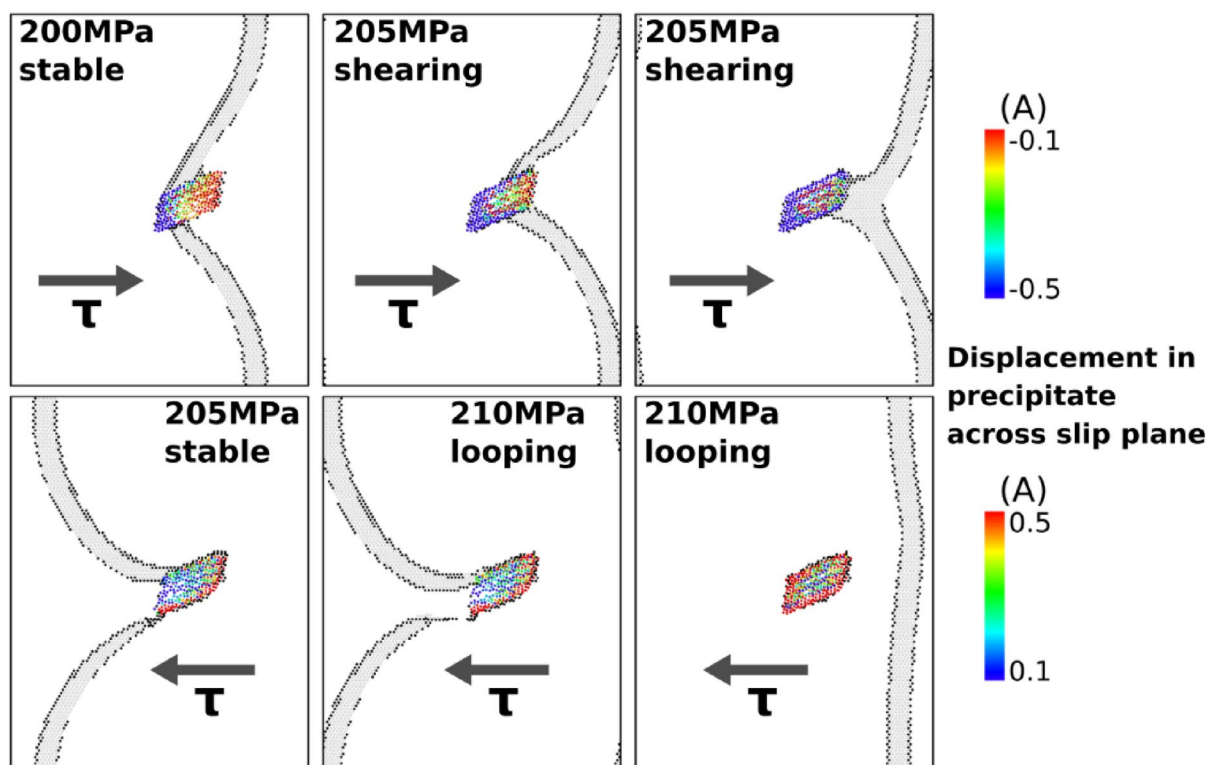 200MPa
stable
τ
205MPa
shearing
τ
205MPa
shearing
τ
(A)
-0.1
-0.5
Displacement in
precipitate
across slip plane
205MPa
stable
τ
210MPa
looping
τ
210MPa
looping
τ
(A)
0.5
0.1